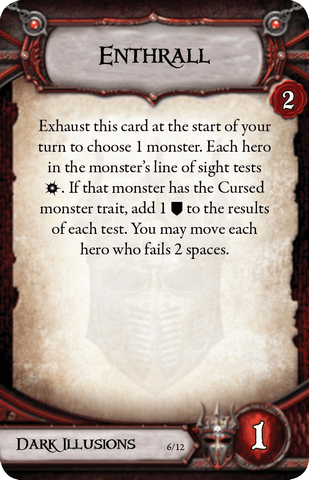 Enthrall
2
Exhaust this card at the start of your
turn to choose 1 monster. Each hero
in the monster's line of sight tests
. If that monster has the Cursed
monster trait, add 1 to the results
of each test. You may move each
hero who fails 2 spaces.
Dark Illusions 6/12
1